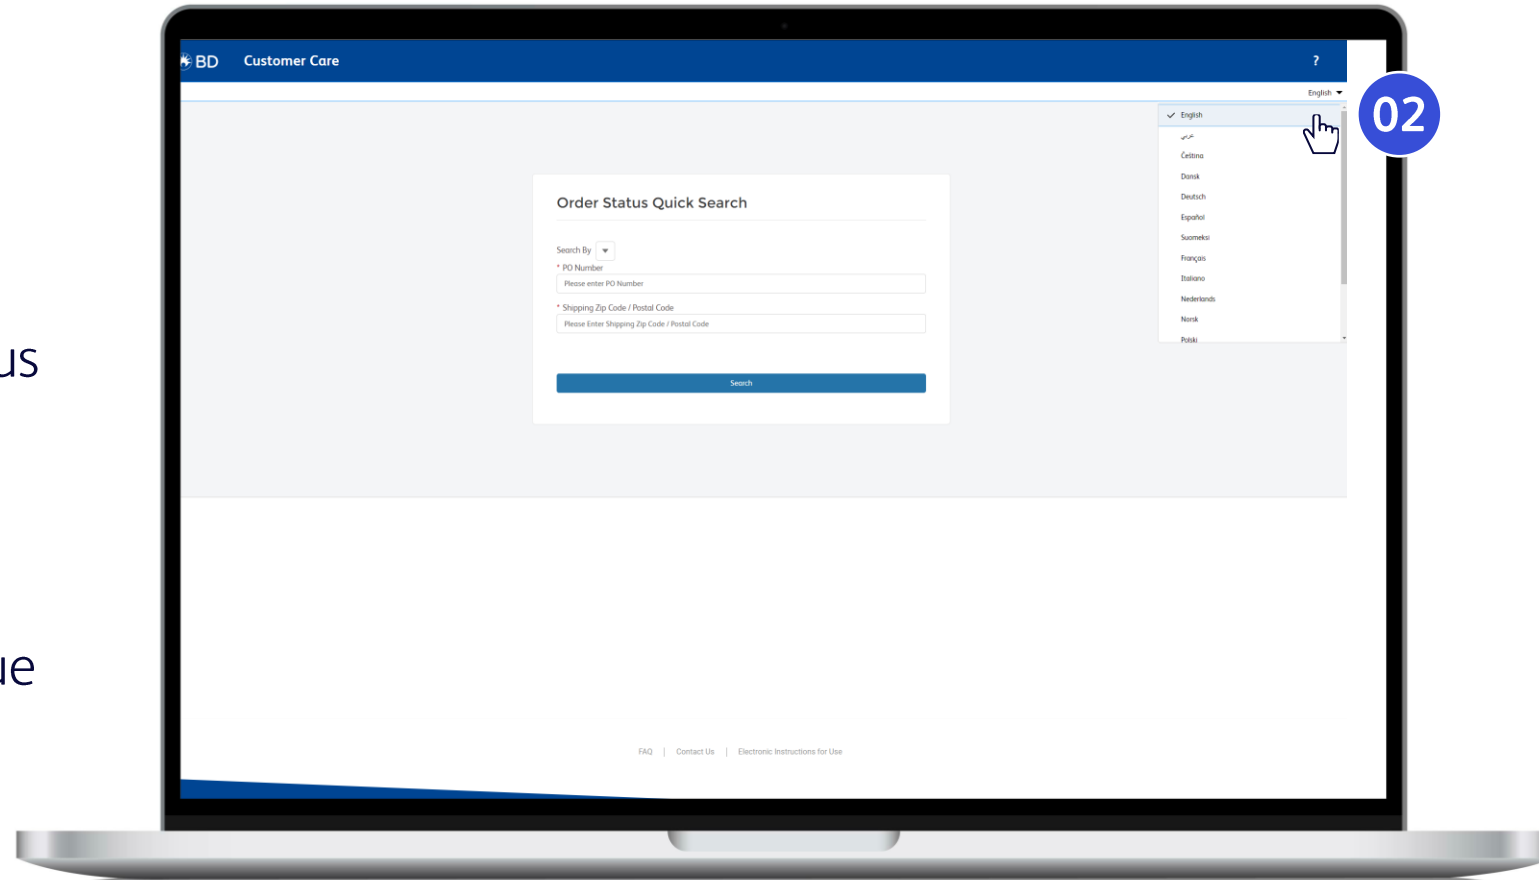 BD Customer Care ?
English
02
English
عربي
Čeština
Dansk
Deutsch
Español
Suomeksi
Français
Italiano
Nederlands
Norsk
Polski
Order Status Quick Search
Search By
* PO Number
Please enter PO Number
* Shipping Zip Code / Postal Code
Please Enter Shipping Zip Code / Postal Code
Search
us
ue
FAQ | Contact Us | Electronic Instructions for Use